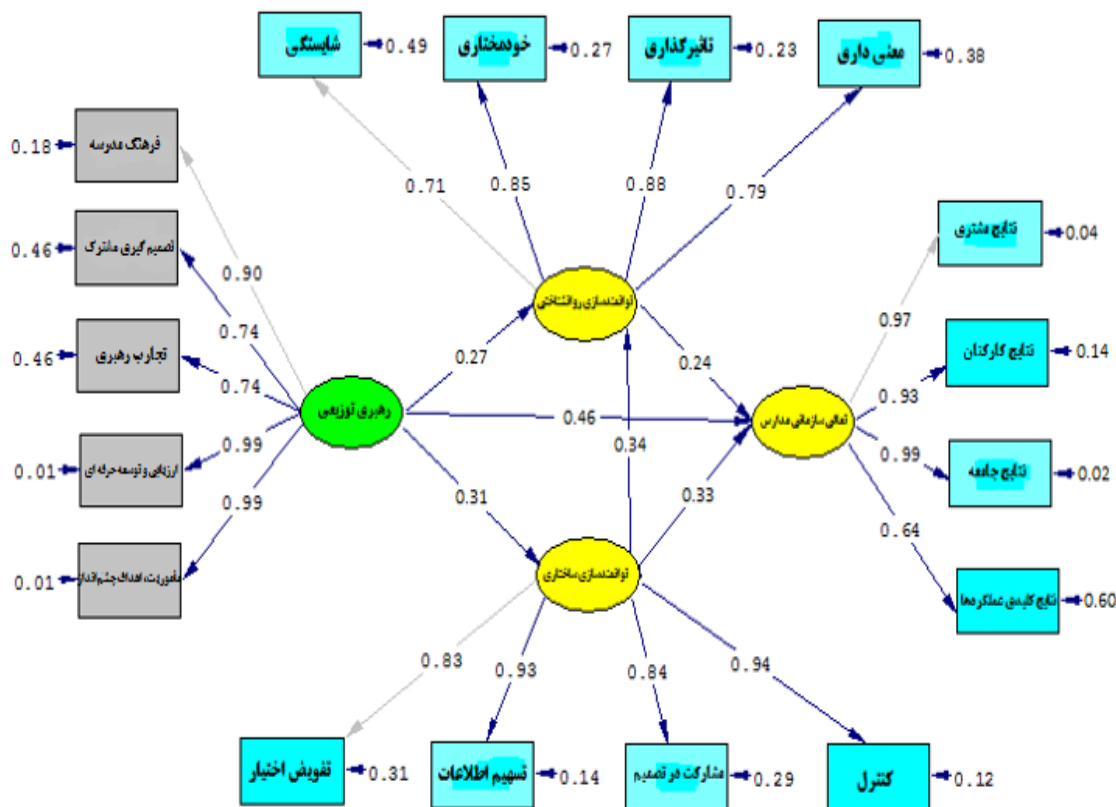 شایستگی
0.49
خودمختاری
0.27
تاثیرگذاری
0.23
معنی داری
0.38
0.71
0.85
0.88
0.79
فرهنگ مدرسه
0.18
تصمیم گیری مشترک
0.46
تجارب رهبری
0.46
ارزیابی و توسعه حرفه ای
0.01
مأموریت، اهداف چشم انداز
0.01
0.90
0.74
0.74
0.99
0.99
رهبری توزیعی
توانمندسازی روانشناختی
توانمندسازی ساختاری
تعالی سازمانی مدارس
0.27
0.24
0.46
0.34
0.31
0.33
نتایج مشتری
0.04
نتایج کارکنان
0.14
نتایج جامعه
0.02
نتایج کلیدی عملکردها
0.60
0.97
0.93
0.99
0.64
0.83
0.93
0.84
0.94
تفویض اختیار
0.31
تسهیم اطلاعات
0.14
مشارکت در تصمیم
0.29
کنترل
0.12